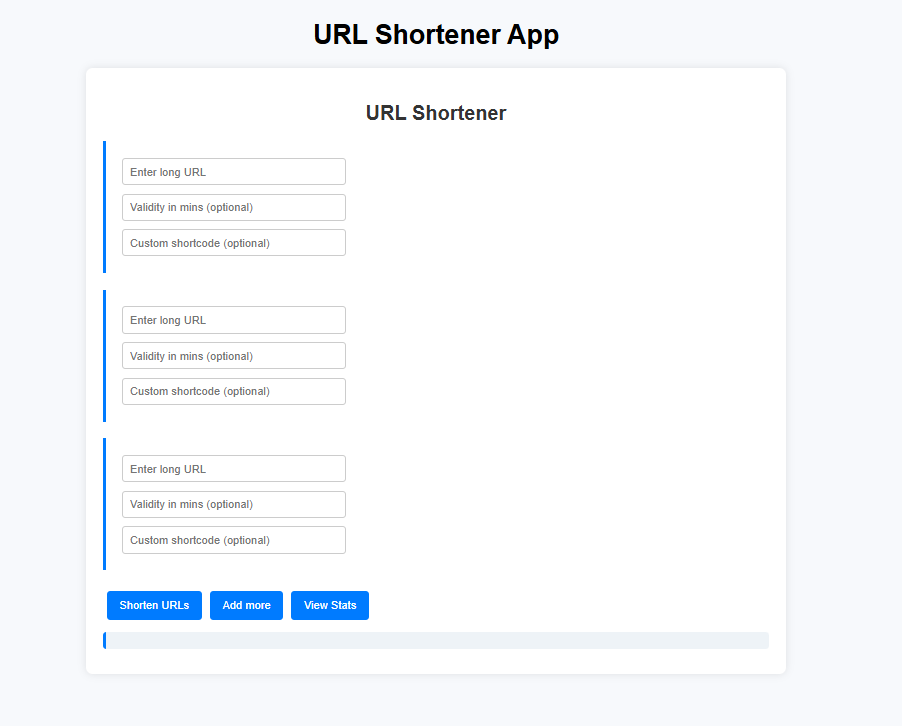 URL Shortener App
URL Shortener
Enter long URL
Validity in mins (optional)
Custom shortcode (optional)
Enter long URL
Validity in mins (optional)
Custom shortcode (optional)
Enter long URL
Validity in mins (optional)
Custom shortcode (optional)
Shorten URLs Add more View Stats